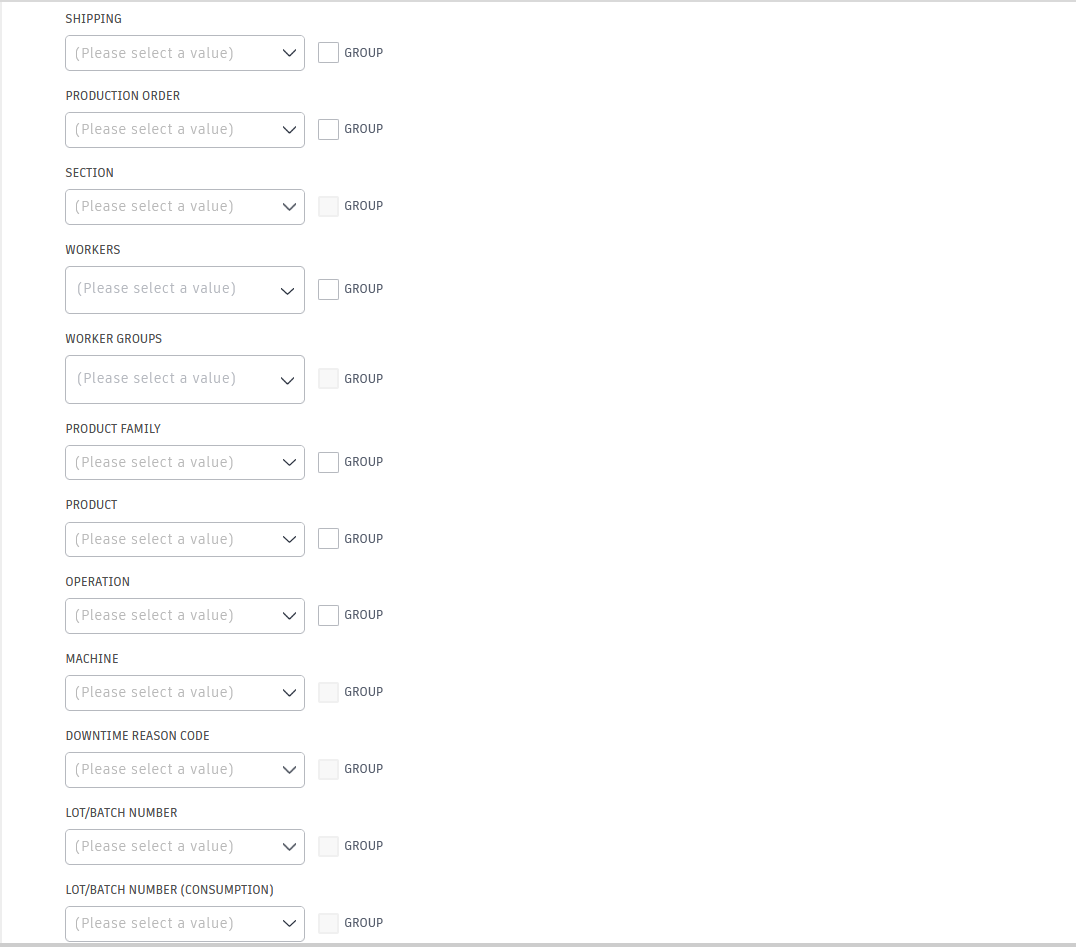 SHIPPING
(Please select a value) GROUP
PRODUCTION ORDER
(Please select a value) GROUP
SECTION
(Please select a value) GROUP
WORKERS
(Please select a value) GROUP
WORKER GROUPS
(Please select a value) GROUP
PRODUCT FAMILY
(Please select a value) GROUP
PRODUCT
(Please select a value) GROUP
OPERATION
(Please select a value) GROUP
MACHINE
(Please select a value) GROUP
DOWNTIME REASON CODE
(Please select a value) GROUP
LOT/BATCH NUMBER
(Please select a value) GROUP
LOT/BATCH NUMBER (CONSUMPTION)
(Please select a value) GROUP